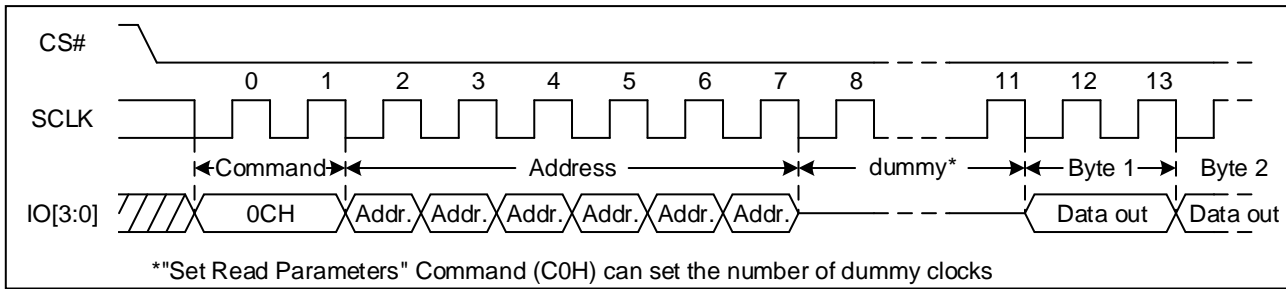 CS#
0 1 2 3 4 5 6 7 8 11 12 13
SCLK
Command Address dummy* Byte 1 Byte 2
IO[3:0] 0CH Addr. Addr. Addr. Addr. Addr. Addr. Data out Data out
*"Set Read Parameters" Command (C0H) can set the number of dummy clocks